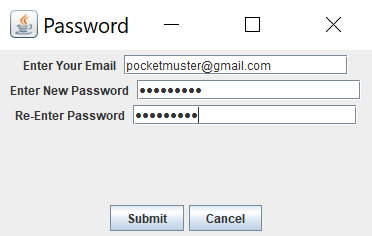 Password
Enter Your Email pocketmuster@gmail.com
Enter New Password •••••••••
Re-Enter Password •••••••••
Submit Cancel